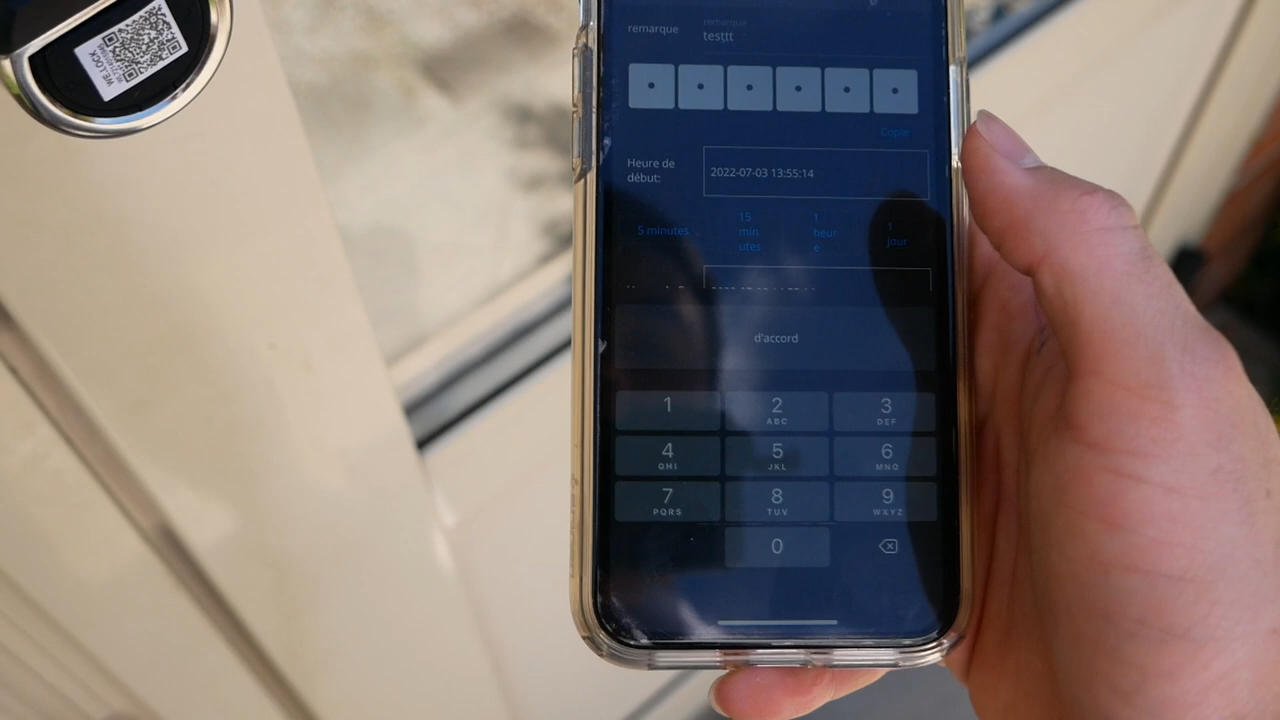 WE.LOCK
remarque
remarque
testtt
Copie
Heure de
début:
2022-07-03 13:55:14
5 minutes
15
min
utes
1
heur
e
1
jour
d'accord
1
2
ABC
3
DEF
4
GHI
5
JKL
6
MNO
7
PQRS
8
TUV
9
WXYZ
0